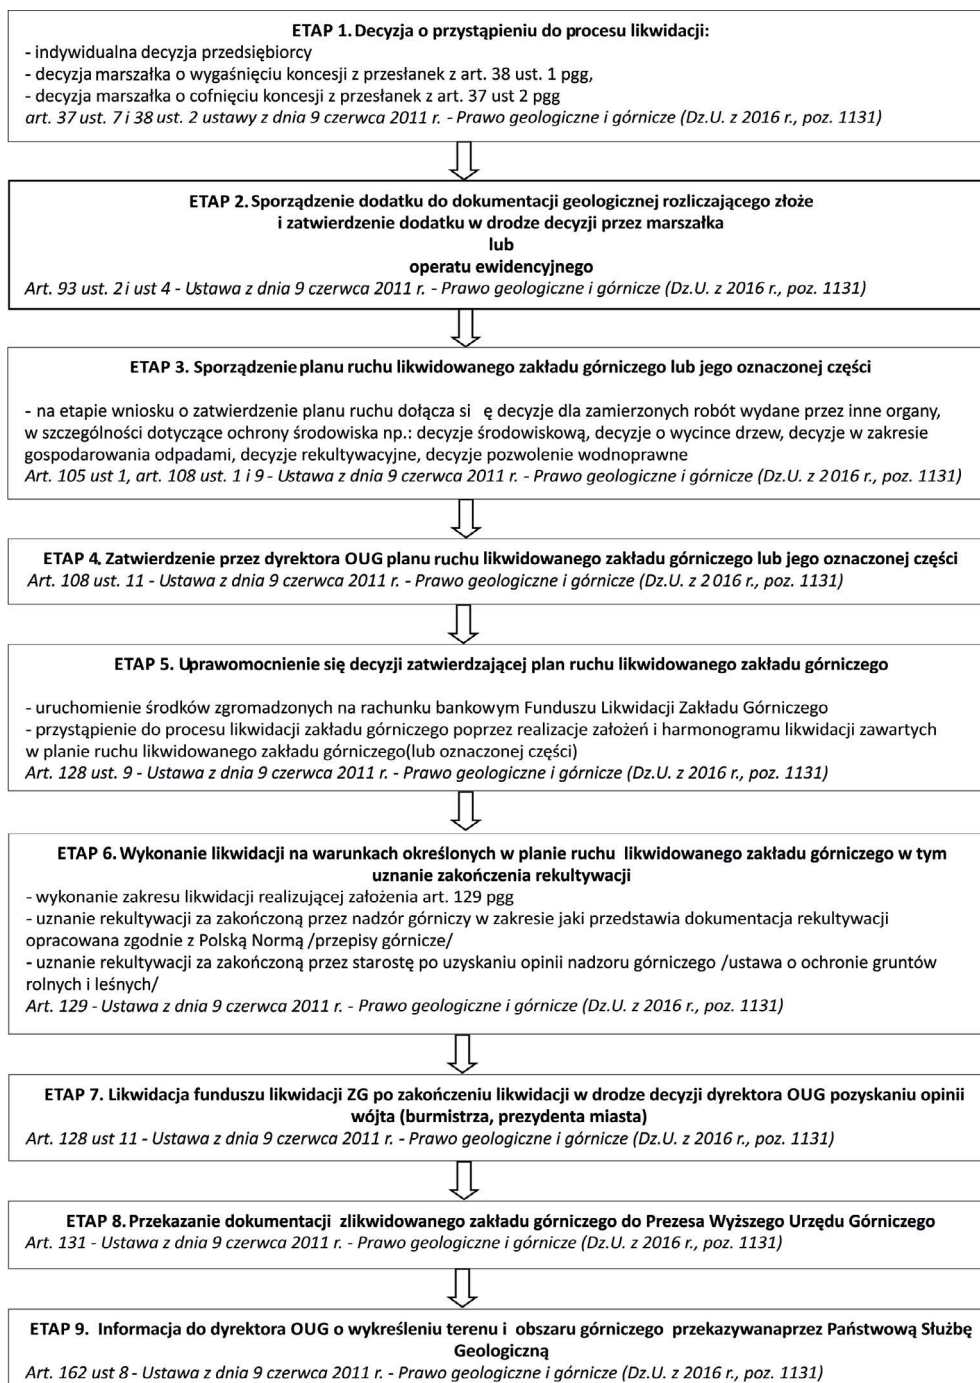 ETAP 1. Decyzja o przystąpieniu do procesu likwidacji:
- indywidualna decyzja przedsiębiorcy
- decyzja marszałka o wygaśnięciu koncesji z przesłanek z art. 38 ust. 1 pgg,
- decyzja marszałka o cofnięciu koncesji z przesłanek z art. 37 ust 2 pgg
art. 37 ust. 7 i 38 ust. 2 ustawy z dnia 9 czerwca 2011 r. - Prawo geologiczne i górnicze (Dz.U. z 2016 r., poz. 1131)
ETAP 2. Sporządzenie dodatku do dokumentacji geologicznej rozliczającego złoże
i zatwierdzenie dodatku w drodze decyzji przez marszałka
lub
operatu ewidencyjnego
Art. 93 ust. 2 i ust 4 - Ustawa z dnia 9 czerwca 2011 r. - Prawo geologiczne i górnicze (Dz.U. z 2016 r., poz. 1131)
ETAP 3. Sporządzenie planu ruchu likwidowanego zakładu górniczego lub jego oznaczonej części
- na etapie wniosku o zatwierdzenie planu ruchu dołącza si ę decyzje dla zamierzonych robót wydane przez inne organy,
w szczególności dotyczące ochrony środowiska np.: decyzje środowiskową, decyzje o wycince drzew, decyzje w zakresie
gospodarowania odpadami, decyzje rekultywacyjne, decyzje pozwolenie wodnoprawne
Art. 105 ust 1, art. 108 ust. 1 i 9 - Ustawa z dnia 9 czerwca 2011 r. - Prawo geologiczne i górnicze (Dz.U. z 2016 r., poz. 1131)
ETAP 4. Zatwierdzenie przez dyrektora OUG planu ruchu likwidowanego zakładu górniczego lub jego oznaczonej części
Art. 108 ust. 11 - Ustawa z dnia 9 czerwca 2011 r. - Prawo geologiczne i górnicze (Dz.U. z 2016 r., poz. 1131)
ETAP 5. Uprawomocnienie się decyzji zatwierdzającej plan ruchu likwidowanego zakładu górniczego
- uruchomienie środków zgromadzonych na rachunku bankowym Funduszu Likwidacji Zakładu Górniczego
- przystąpienie do procesu likwidacji zakładu górniczego poprzez realizacje założeń i harmonogramu likwidacji zawartych
w planie ruchu likwidowanego zakładu górniczego(lub oznaczonej części)
Art. 128 ust. 9 - Ustawa z dnia 9 czerwca 2011 r. - Prawo geologiczne i górnicze (Dz.U. z 2016 r., poz. 1131)
ETAP 6. Wykonanie likwidacji na warunkach określonych w planie ruchu likwidowanego zakładu górniczego w tym
uznanie zakończenia rekultywacji
- wykonanie zakresu likwidacji realizującej założenia art. 129 pgg
- uznanie rekultywacji za zakończoną przez nadzór górniczy w zakresie jaki przedstawia dokumentacja rekultywacji
opracowana zgodnie z Polską Normą /przepisy górnicze/
- uznanie rekultywacji za zakończoną przez starostę po uzyskaniu opinii nadzoru górniczego /ustawa o ochronie gruntów
rolnych i leśnych/
Art. 129 - Ustawa z dnia 9 czerwca 2011 r. - Prawo geologiczne i górnicze (Dz.U. z 2016 r., poz. 1131)
ETAP 7. Likwidacja funduszu likwidacji ZG po zakończeniu likwidacji w drodze decyzji dyrektora OUG pozyskaniu opinii
wójta (burmistrza, prezydenta miasta)
Art. 128 ust 11 - Ustawa z dnia 9 czerwca 2011 r. - Prawo geologiczne i górnicze (Dz.U. z 2016 r., poz. 1131)
ETAP 8. Przekazanie dokumentacji zlikwidowanego zakładu górniczego do Prezesa Wyższego Urzędu Górniczego
Art. 131 - Ustawa z dnia 9 czerwca 2011 r. - Prawo geologiczne i górnicze (Dz.U. z 2016 r., poz. 1131)
ETAP 9. Informacja do dyrektora OUG o wykreśleniu terenu i obszaru górniczego przekazywanaprzez Państwową Służbę
Geologiczną
Art. 162 ust 8 - Ustawa z dnia 9 czerwca 2011 r. - Prawo geologiczne i górnicze (Dz.U. z 2016 r., poz. 1131)